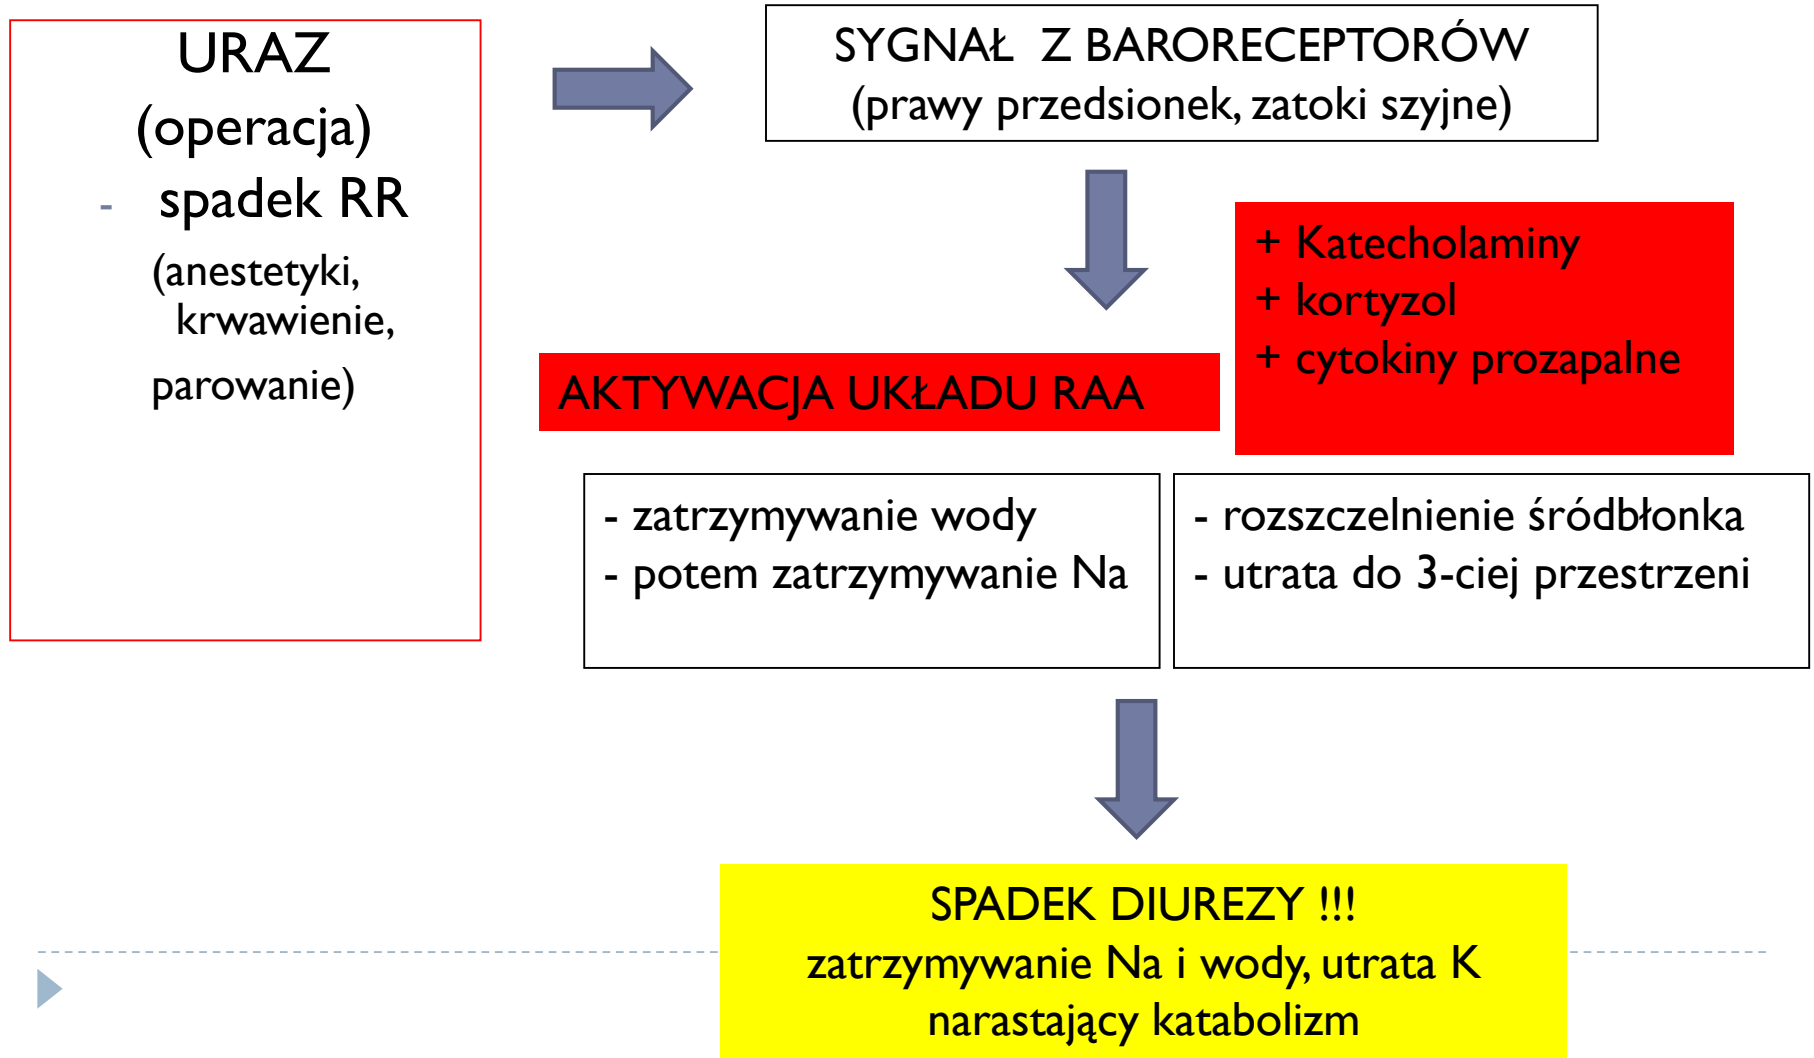 URAZ
(operacja)
- spadek RR
(anestetyki,
krwawienie,
parowanie)
SYGNAŁ Z BARORECEPTORÓW
(prawy przedsionek, zatoki szyjne)
+ Katecholaminy
+ kortyzol
+ cytokiny prozapalne
AKTYWACJA UKŁADU RAA
- zatrzymywanie wody
- potem zatrzymywanie Na
- rozszczelnienie śródbłonka
- utrata do 3-ciej przestrzeni
SPADEK DIUREZY !!!
zatrzymywanie Na i wody, utrata K
narastający katabolizm